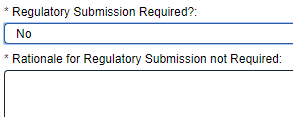 * Regulatory Submission Required?:
No
* Rationale for Regulatory Submission not Required: